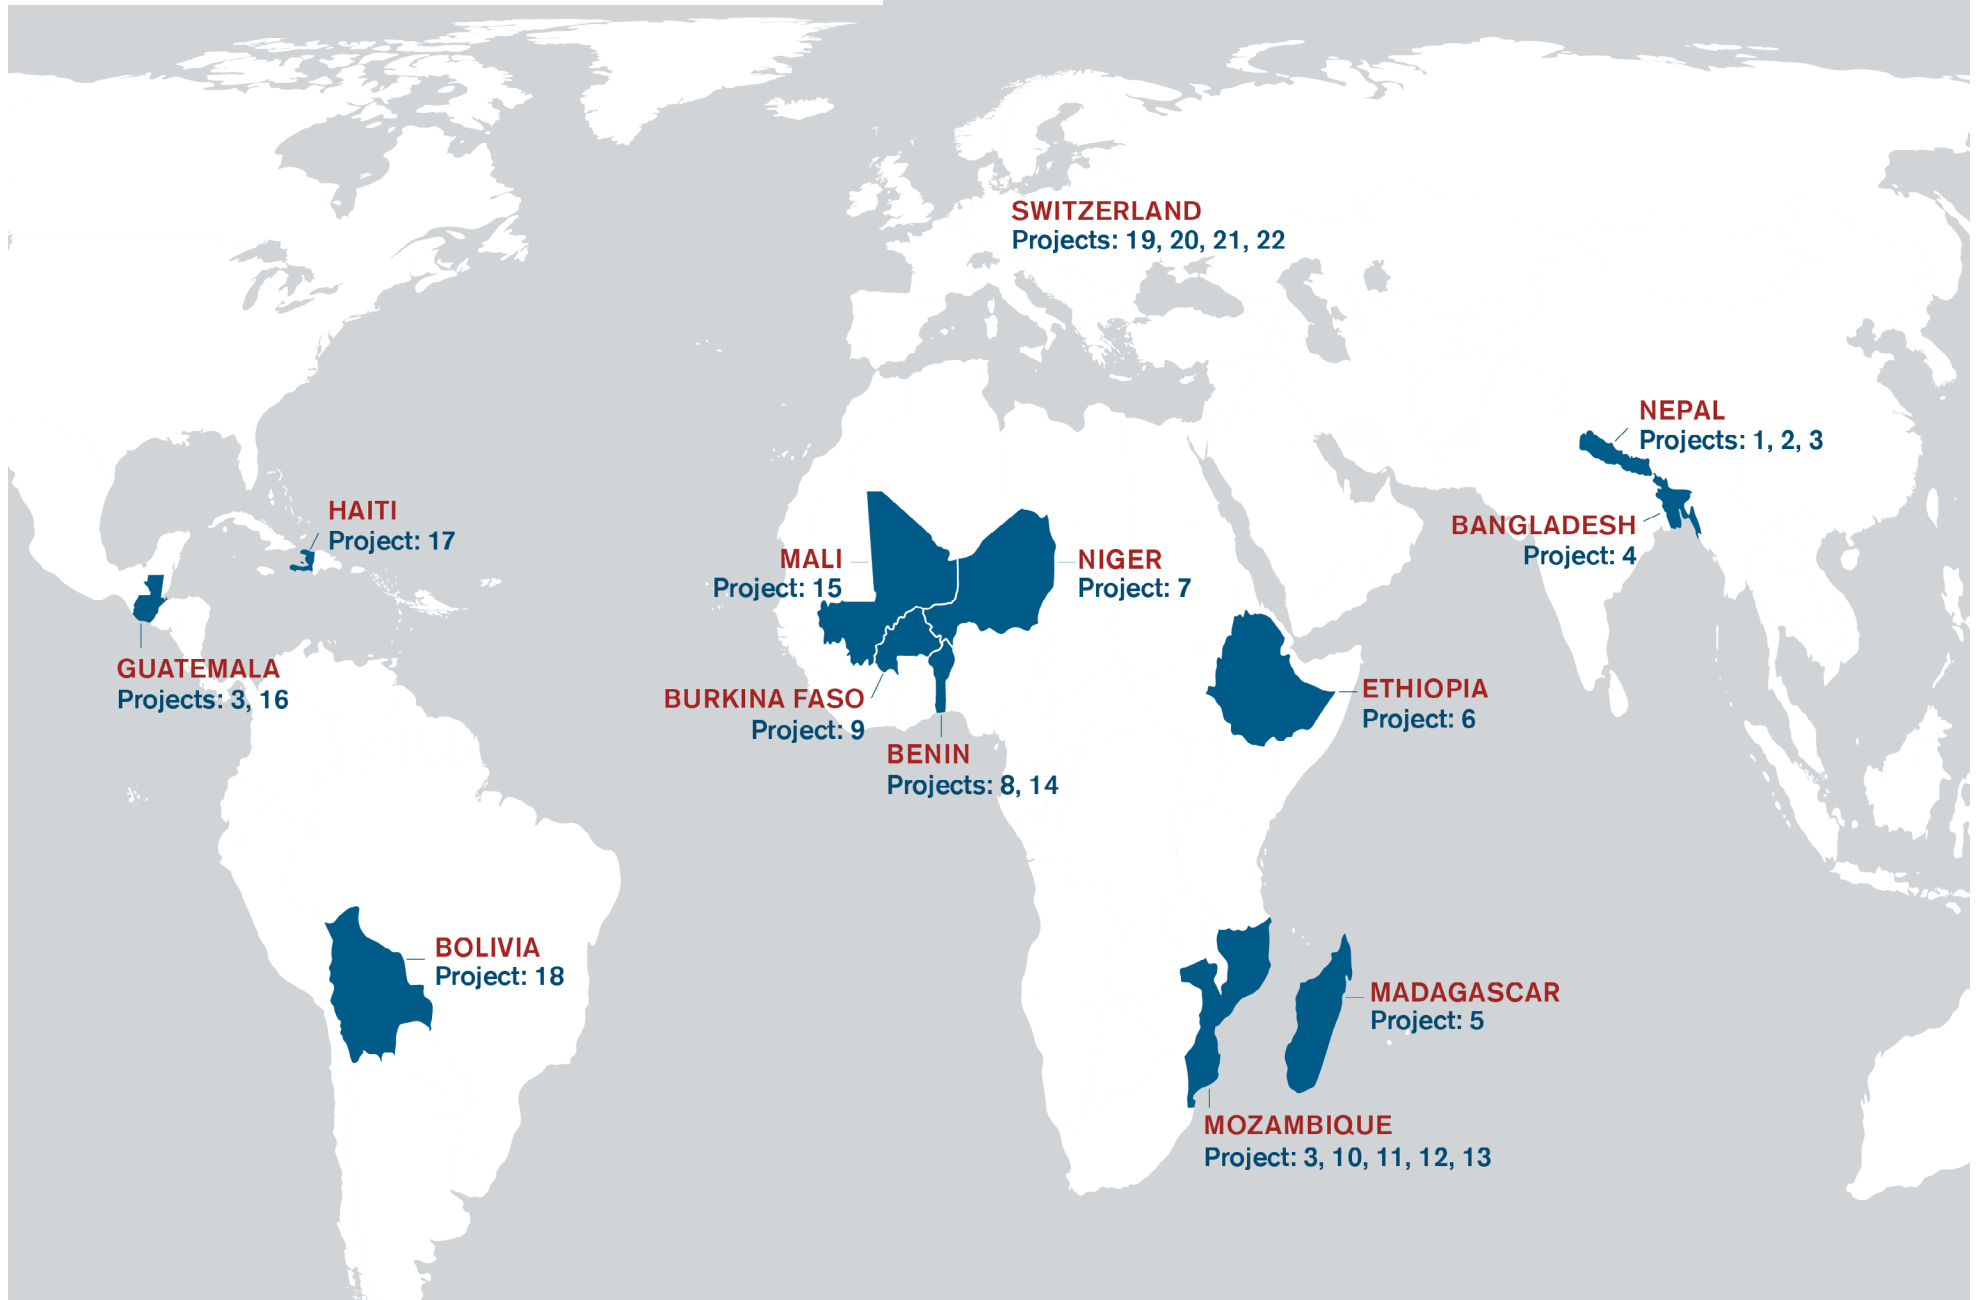 SWITZERLAND
Projects: 19, 20, 21, 22
NEPAL
Projects: 1, 2, 3
HAITI
Project: 17
BANGLADESH
Project: 4
MALI
Project: 15
NIGER
Project: 7
GUATEMALA
Projects: 3, 16
BURKINA FASO
Project: 9
ETHIOPIA
Project: 6
BENIN
Projects: 8, 14
BOLIVIA
Project: 18
MADAGASCAR
Project: 5
MOZAMBIQUE
Project: 3, 10, 11, 12, 13